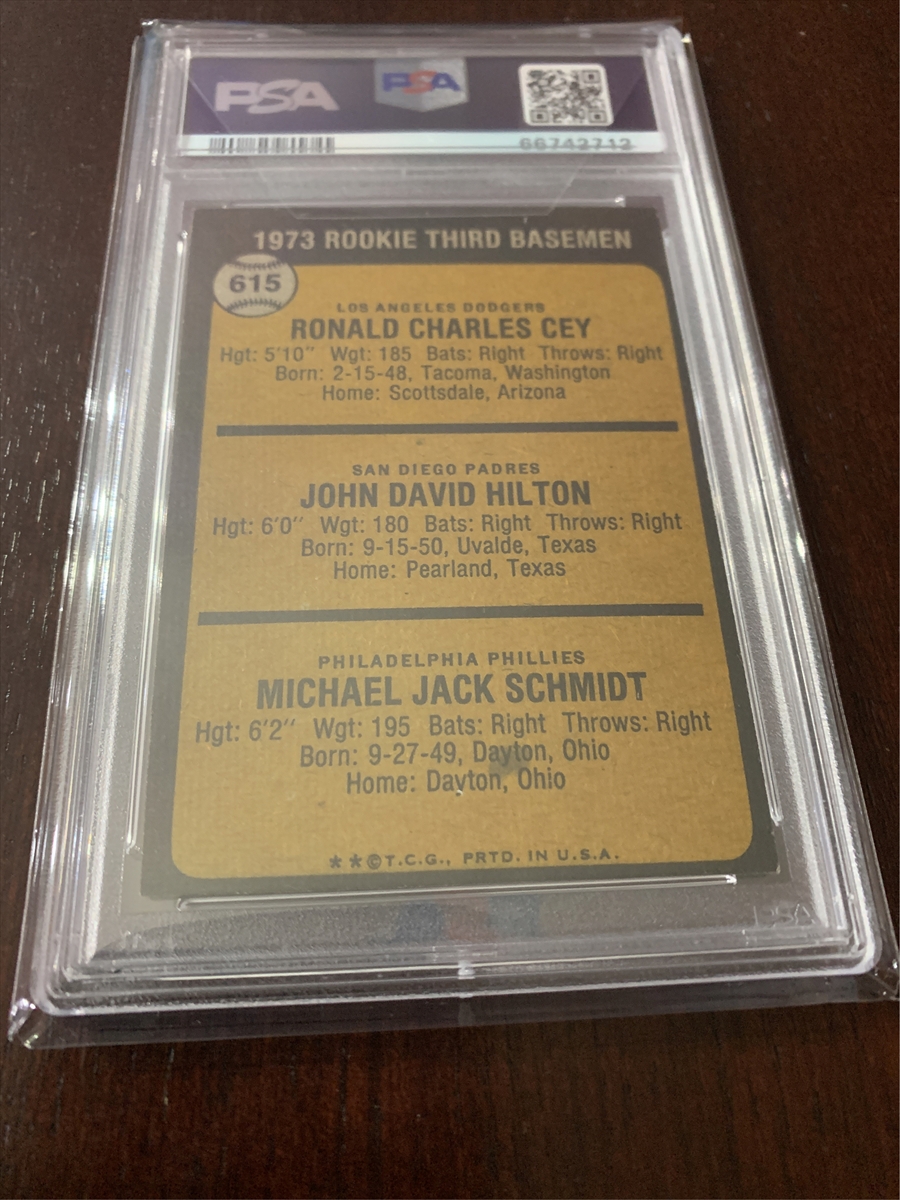 PSA PSA
66742712
1973 ROOKIE THIRD BASEMEN
615
LOS ANGELES DODGERS
RONALD CHARLES CEY
Hgt: 5'10" Wgt: 185 Bats: Right Throws: Right
Born: 2-15-48, Tacoma, Washington
Home: Scottsdale, Arizona
SAN DIEGO PADRES
JOHN DAVID HILTON
Hgt: 6'0" Wgt: 180 Bats: Right Throws: Right
Born: 9-15-50, Uvalde, Texas
Home: Pearland, Texas
PHILADELPHIA PHILLIES
MICHAEL JACK SCHMIDT
Hgt: 6'2" Wgt: 195 Bats: Right Throws: Right
Born: 9-27-49, Dayton, Ohio
Home: Dayton, Ohio
**©T.C.G., PRTD. IN U.S.A.
PSA